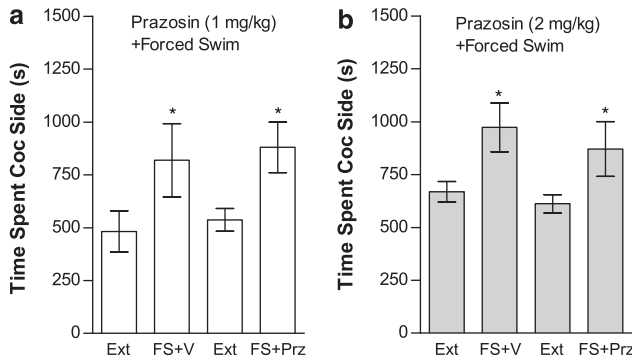 a
Prazosin (1 mg/kg)
+Forced Swim
Time Spent Coc Side (s)
1500
1250
1000
750
500
250
0
*
*
Ext FS+V Ext FS+Prz
b
Prazosin (2 mg/kg)
+Forced Swim
Time Spent Coc Side (s)
1500
1250
1000
750
500
250
0
*
*
Ext FS+V Ext FS+Prz